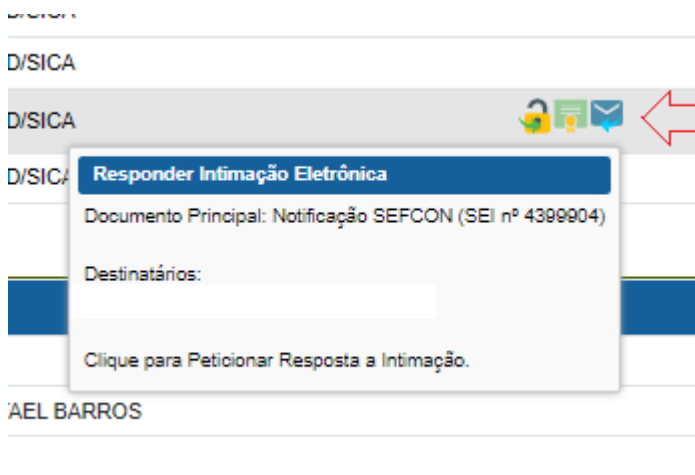 D/SICA
D/SICA
D/SICA
Responder Intimação Eletrônica
Documento Principal: Notificação SEFCON (SEI nº 4399904)
Destinatários:
Clique para Peticionar Resposta a Intimação.
AEL BARROS